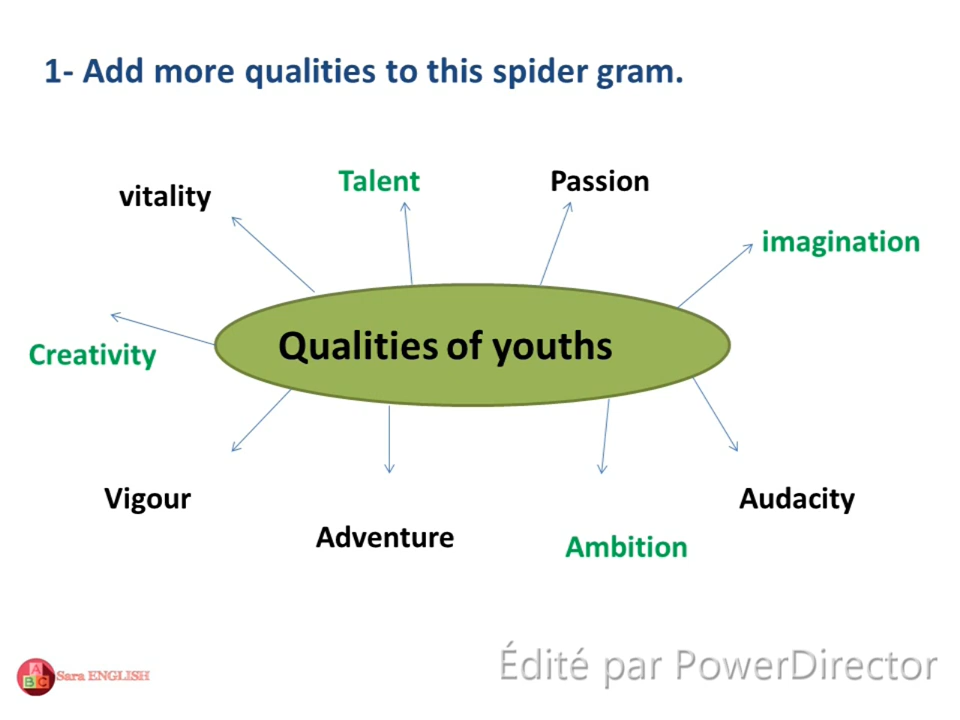 1- Add more qualities to this spider gram.
vitality
Talent
Passion
imagination
Creativity
Qualities of youths
Vigour
Adventure
Ambition
Audacity
A
B C
Sara ENGLISH
Édité par PowerDirector